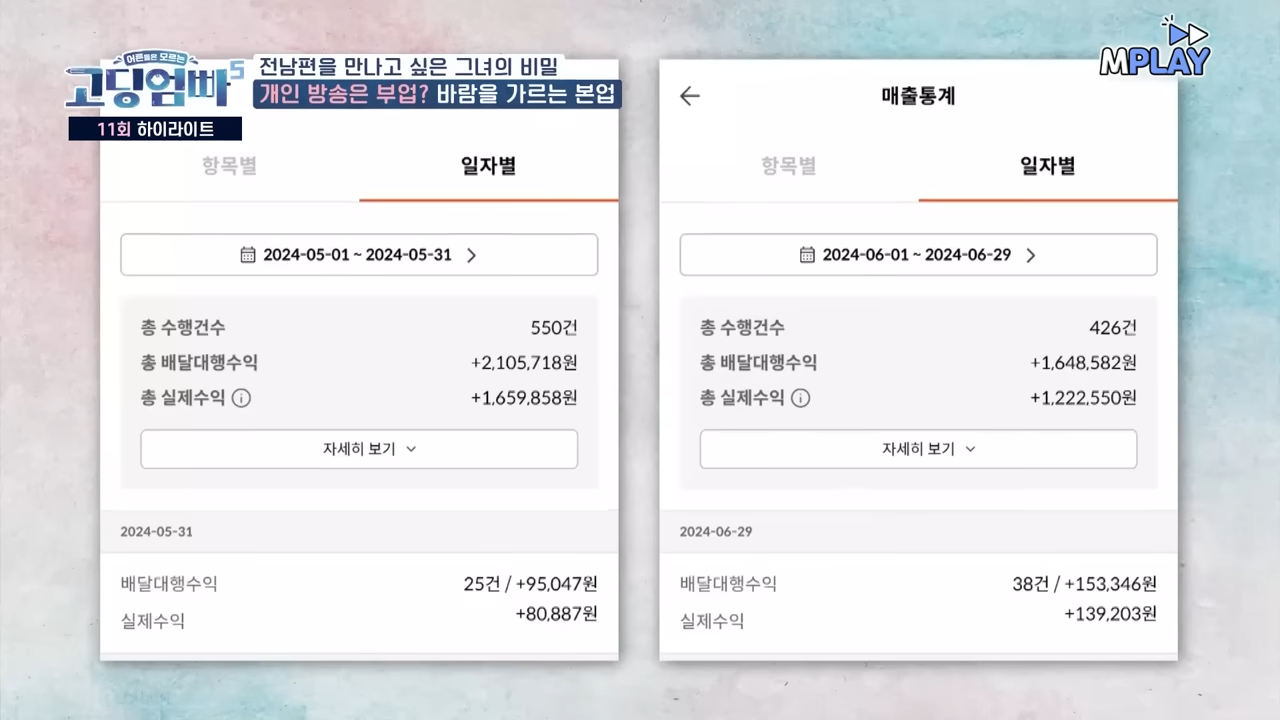 어른들은 모르는
고딩엄빠5
11회 하이라이트
전남편을 만나고 싶은 그녀의 비밀
개인 방송은 부업? 바람을 가르는 본업
MPLAY
항목별
일자별
2024-05-01 ~ 2024-05-31
총 수행건수
550건
총 배달대행수익
+2,105,718원
총 실제수익
+1,659,858원
자세히 보기
2024-05-31
배달대행수익
25건 / +95,047원
실제수익
+80,887원
매출통계
항목별
일자별
2024-06-01 ~ 2024-06-29
총 수행건수
426건
총 배달대행수익
+1,648,582원
총 실제수익
+1,222,550원
자세히 보기
2024-06-29
배달대행수익
38건 / +153,346원
실제수익
+139,203원